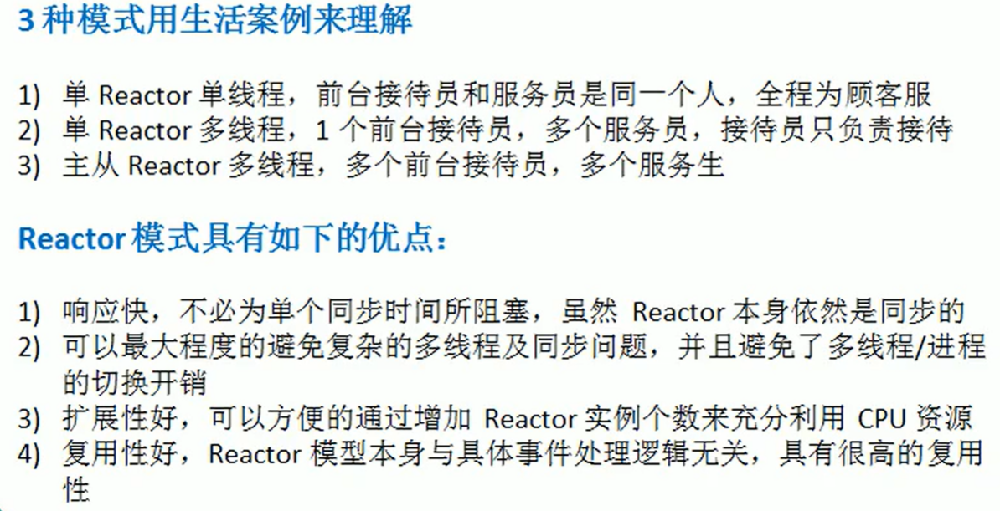 3 种模式用生活案例来理解
1) 单 Reactor 单线程，前台接待员和服务员是同一个人，全程为顾客服
2) 单 Reactor 多线程，1 个前台接待员，多个服务员，接待员只负责接待
3) 主从 Reactor 多线程，多个前台接待员，多个服务生
Reactor 模式具有如下的优点：
1) 响应快，不必为单个同步时间所阻塞，虽然 Reactor 本身依然是同步的
2) 可以最大程度的避免复杂的多线程及同步问题，并且避免了多线程/进程
的切换开销
3) 扩展性好，可以方便的通过增加 Reactor 实例个数来充分利用 CPU 资源
4) 复用性好，Reactor 模型本身与具体事件处理逻辑无关，具有很高的复用
性